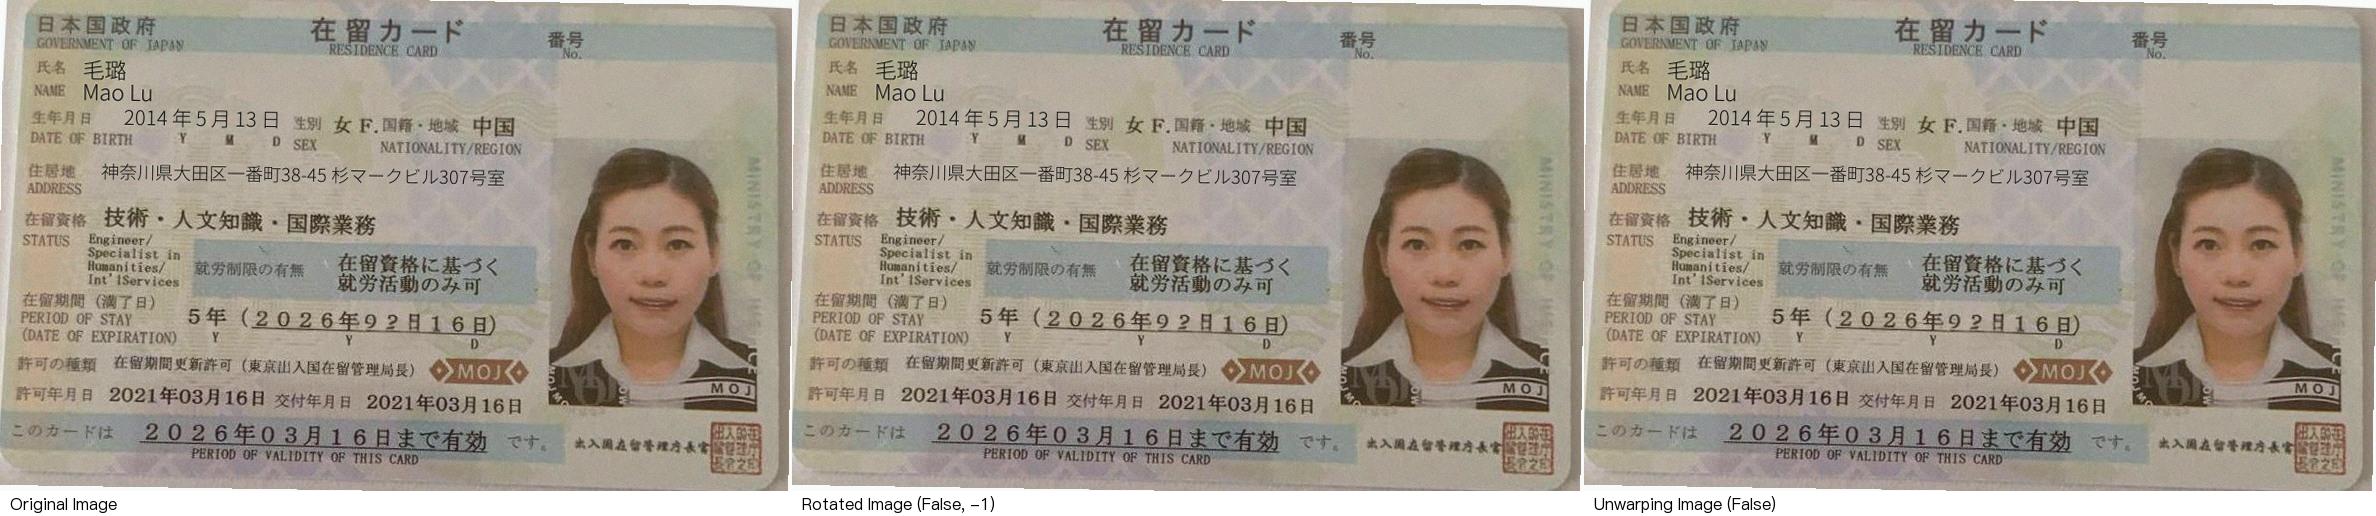 日本国政府
GOVERNMENT OF JAPAN
在留カード
RESIDENCE CARD
番号
No.
氏名 毛璐
NAME Mao Lu
生年月日 2014年5月13日 性別 女 F. 国籍・地域 中国
DATE OF BIRTH Y M D SEX NATIONALITY/REGION
住居地 神奈川県大田区一番町38-45 杉マークビル307号室
ADDRESS
在留資格 技術・人文知識・国際業務
STATUS Engineer/
Specialist in
Humanities/
Int'lServices
就労制限の有無 在留資格に基づく
就労活動のみ可
在留期間（満了日）
PERIOD OF STAY
(DATE OF EXPIRATION)
5年（2026年92月16日）
Y Y D
許可の種類 在留期間更新許可（東京出入国在留管理局長） MOJ
MOJ
許可年月日 2021年03月16日 交付年月日 2021年03月16日
このカードは 2026年03月16日まで有効 です。
PERIOD OF VALIDITY OF THIS CARD
出入国在留管理庁長官
MINISTRY OF
Original Image
日本国政府
GOVERNMENT OF JAPAN
在留カード
RESIDENCE CARD
番号
No.
氏名 毛璐
NAME Mao Lu
生年月日 2014年5月13日 性別 女 F. 国籍・地域 中国
DATE OF BIRTH Y M D SEX NATIONALITY/REGION
住居地 神奈川県大田区一番町38-45 杉マークビル307号室
ADDRESS
在留資格 技術・人文知識・国際業務
STATUS Engineer/
Specialist in
Humanities/
Int'lServices
就労制限の有無 在留資格に基づく
就労活動のみ可
在留期間（満了日）
PERIOD OF STAY
(DATE OF EXPIRATION)
5年（2026年92月16日）
Y Y D
許可の種類 在留期間更新許可（東京出入国在留管理局長） MOJ
MOJ
許可年月日 2021年03月16日 交付年月日 2021年03月16日
このカードは 2026年03月16日まで有効 です。
PERIOD OF VALIDITY OF THIS CARD
出入国在留管理庁長官
MINISTRY OF
Rotated Image (False, -1)
日本国政府
GOVERNMENT OF JAPAN
在留カード
RESIDENCE CARD
番号
No.
氏名 毛璐
NAME Mao Lu
生年月日 2014年5月13日 性別 女 F. 国籍・地域 中国
DATE OF BIRTH Y M D SEX NATIONALITY/REGION
住居地 神奈川県大田区一番町38-45 杉マークビル307号室
ADDRESS
在留資格 技術・人文知識・国際業務
STATUS Engineer/
Specialist in
Humanities/
Int'lServices
就労制限の有無 在留資格に基づく
就労活動のみ可
在留期間（満了日）
PERIOD OF STAY
(DATE OF EXPIRATION)
5年（2026年92月16日）
Y Y D
許可の種類 在留期間更新許可（東京出入国在留管理局長） MOJ
MOJ
許可年月日 2021年03月16日 交付年月日 2021年03月16日
このカードは 2026年03月16日まで有効 です。
PERIOD OF VALIDITY OF THIS CARD
出入国在留管理庁長官
MINISTRY OF
Unwarping Image (False)